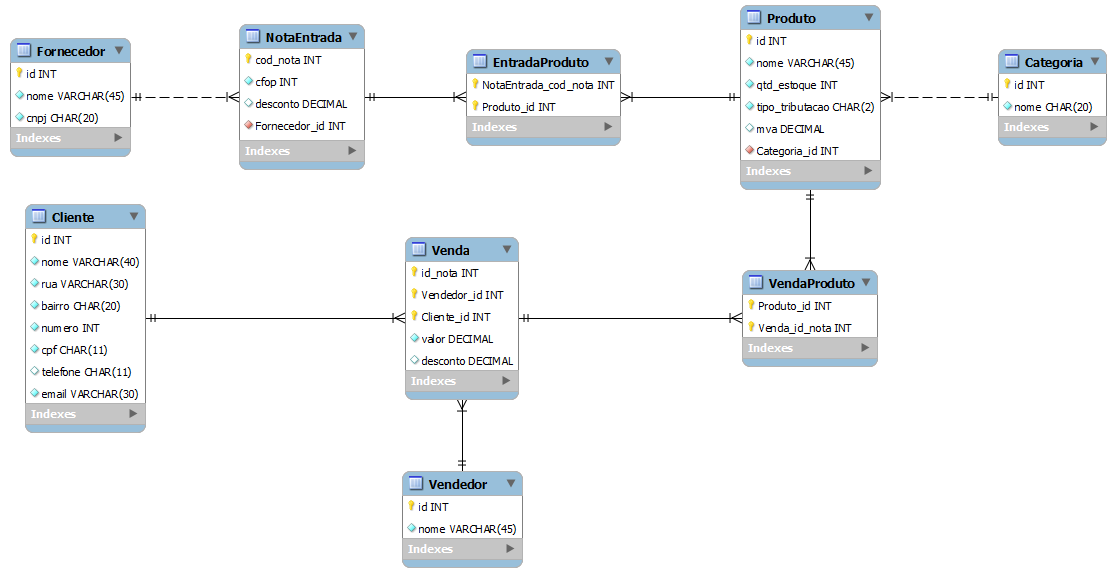 Fornecedor
id INT
nome VARCHAR(45)
cnpj CHAR(20)
Indexes
NotaEntrada
cod_nota INT
cfop INT
desconto DECIMAL
Fornecedor_id INT
Indexes
EntradaProduto
NotaEntrada_cod_nota INT
Produto_id INT
Indexes
Produto
id INT
nome VARCHAR(45)
qtd_estoque INT
tipo_tributacao CHAR(2)
mva DECIMAL
Categoria_id INT
Indexes
Categoria
id INT
nome CHAR(20)
Indexes
Cliente
id INT
nome VARCHAR(40)
rua VARCHAR(30)
bairro CHAR(20)
numero INT
cpf CHAR(11)
telefone CHAR(11)
email VARCHAR(30)
Indexes
Venda
id_nota INT
Vendedor_id INT
Cliente_id INT
valor DECIMAL
desconto DECIMAL
Indexes
VendaProduto
Produto_id INT
Venda_id_nota INT
Indexes
Vendedor
id INT
nome VARCHAR(45)
Indexes